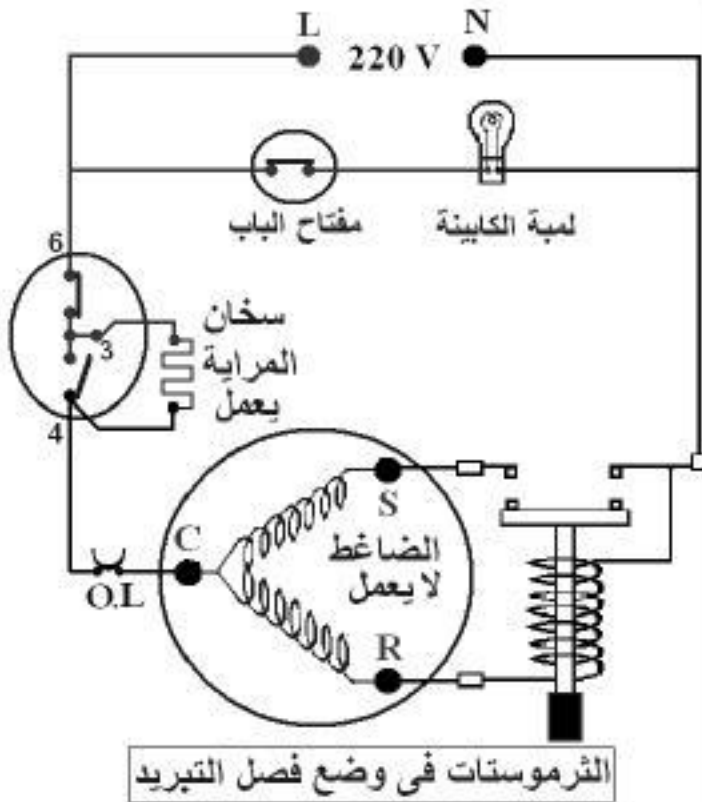 L 220 V N
مفتاح الباب
لمبة الكابينة
6
3
4
سخان
المراية
يعمل
S
C
O.L
R
الضاغط
لا يعمل
الثرموستات فى وضع فصل التبريد